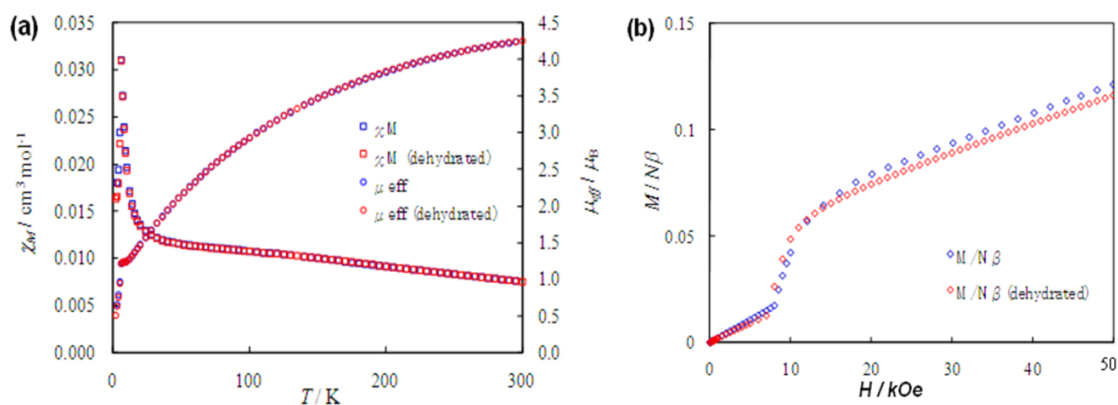 (a)
0.035
0.030
0.025
0.020
0.015
0.010
0.005
0.000
χM / cm³ mol⁻¹
4.5
4.0
3.5
3.0
2.5
2.0
1.5
1.0
0.5
0.0
μeff / μB
χM
χM (dehydrated)
μ eff
μ eff (dehydrated)
0 100 200 300
T / K
(b)
0.15
0.1
0.05
0
M / Nβ
M/Nβ
M/Nβ (dehydrated)
0 10 20 30 40 50
H / kOe